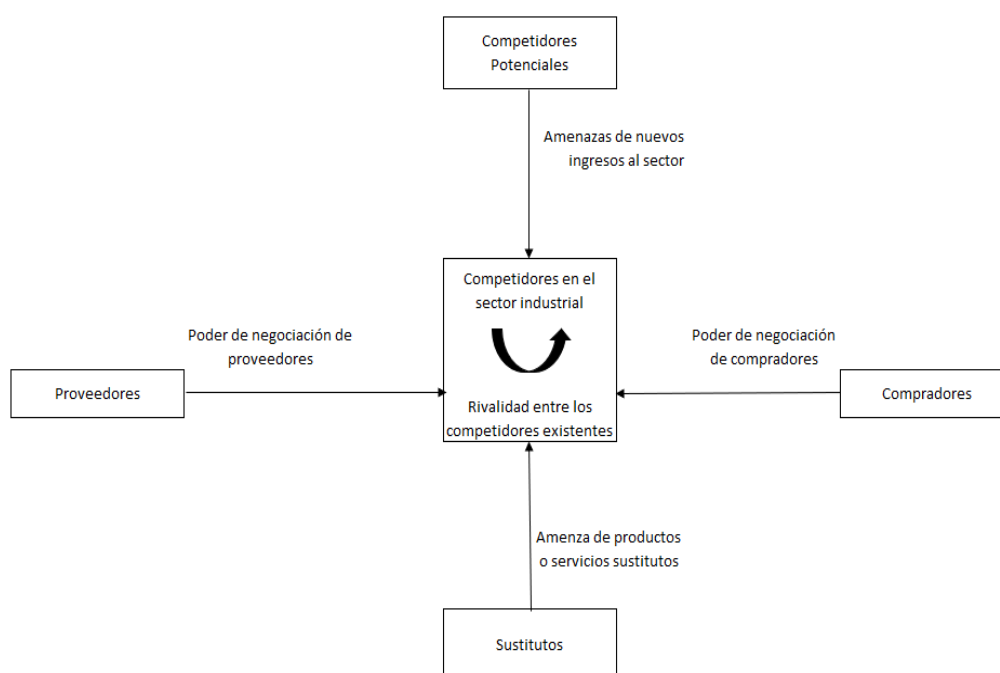 Competidores
Potenciales
Amenazas de nuevos
ingresos al sector
Competidores en el
sector industrial
Poder de negociación de
proveedores
Poder de negociación
de compradores
Proveedores
Compradores
Rivalidad entre los
competidores existentes
Amenza de productos
o servicios sustitutos
Sustitutos